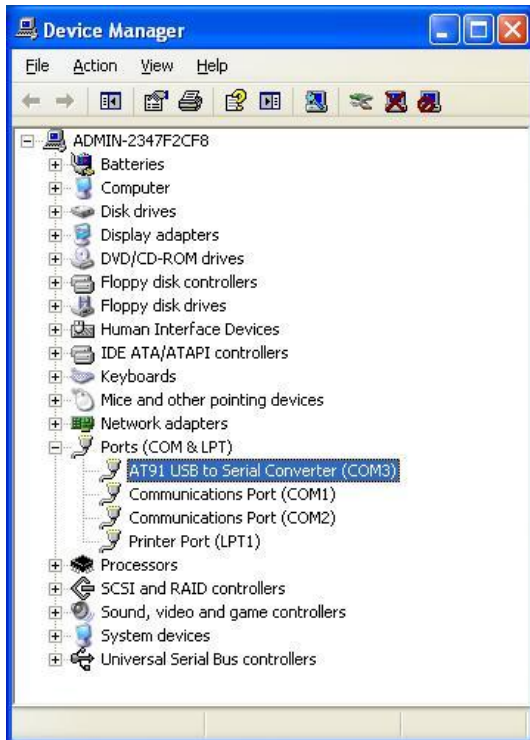 Device Manager
File Action View Help
ADMIN-2347F2CF8
Batteries
Computer
Disk drives
Display adapters
DVD/CD-ROM drives
Floppy disk controllers
Floppy disk drives
Human Interface Devices
IDE ATA/ATAPI controllers
Keyboards
Mice and other pointing devices
Network adapters
Ports (COM & LPT)
AT91 USB to Serial Converter (COM3)
Communications Port (COM1)
Communications Port (COM2)
Printer Port (LPT1)
Processors
SCSI and RAID controllers
Sound, video and game controllers
System devices
Universal Serial Bus controllers